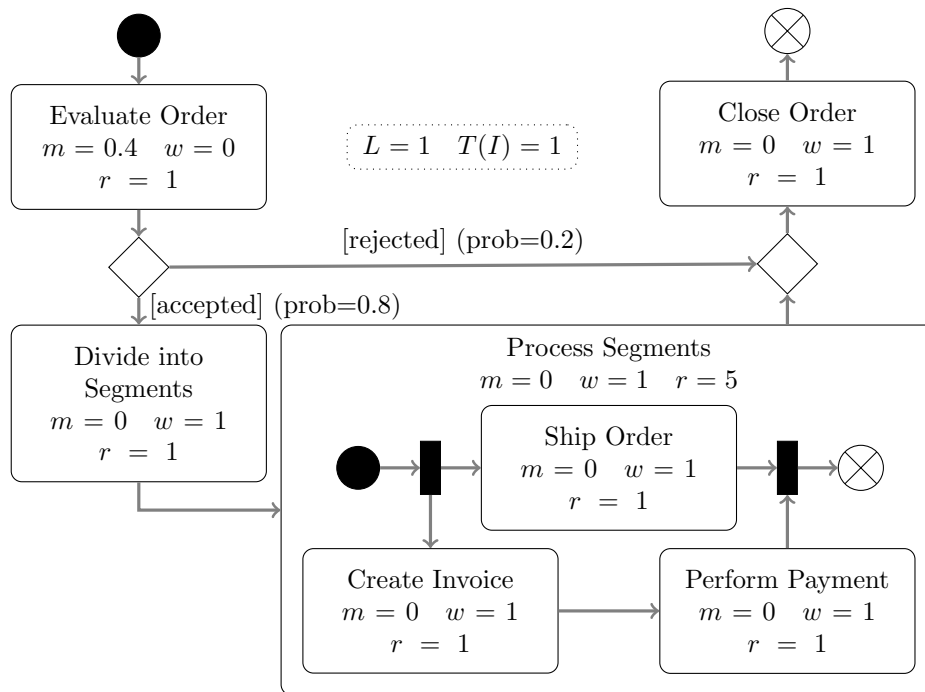 Evaluate Order
m = 0.4 w = 0
r = 1
L = 1 T(I) = 1
Close Order
m = 0 w = 1
r = 1
[rejected] (prob=0.2)
[accepted] (prob=0.8)
Divide into
Segments
m = 0 w = 1
r = 1
Process Segments
m = 0 w = 1 r = 5
Ship Order
m = 0 w = 1
r = 1
Create Invoice
m = 0 w = 1
r = 1
Perform Payment
m = 0 w = 1
r = 1